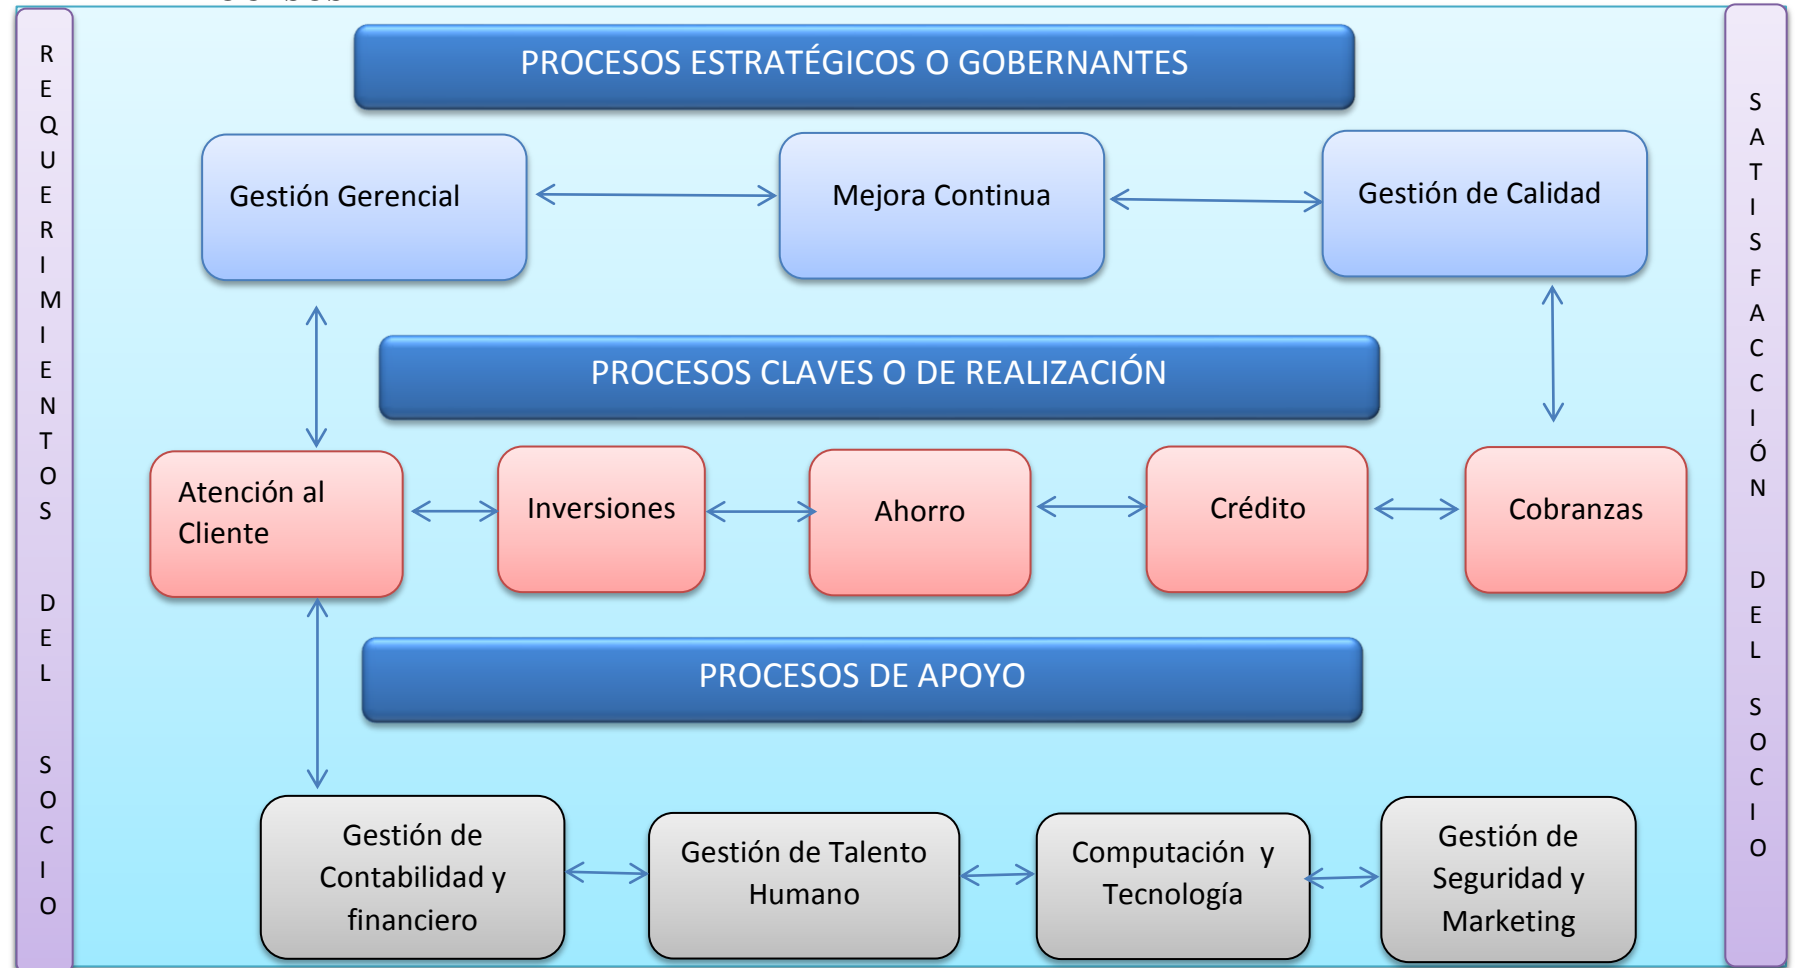 REQUERIMIENTOS DEL SOCIO
PROCESOS ESTRATÉGICOS O GOBERNANTES
Gestión Gerencial
Mejora Continua
Gestión de Calidad
PROCESOS CLAVES O DE REALIZACIÓN
Atención al
Cliente
Inversiones
Ahorro
Crédito
Cobranzas
PROCESOS DE APOYO
Gestión de
Contabilidad y
financiero
Gestión de Talento
Humano
Computación y
Tecnología
Gestión de
Seguridad y
Marketing
SATISFACCIÓN DEL SOCIO